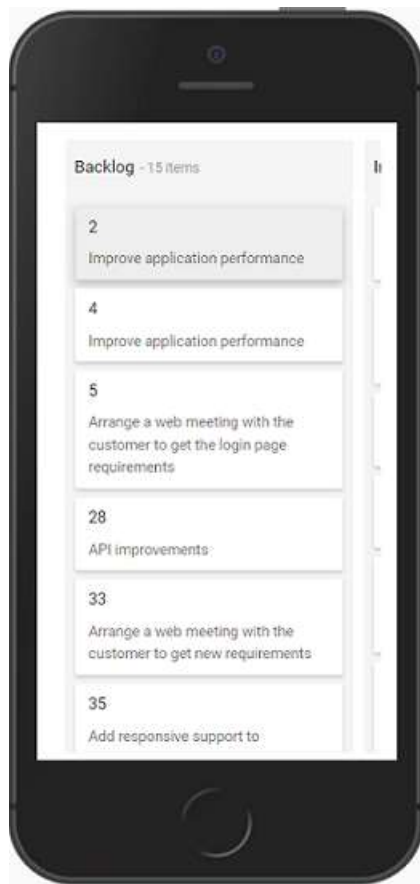 Backlog - 15 items
2
Improve application performance
4
Improve application performance
5
Arrange a web meeting with the
customer to get the login page
requirements
28
API improvements
33
Arrange a web meeting with the
customer to get new requirements
35
Add responsive support to